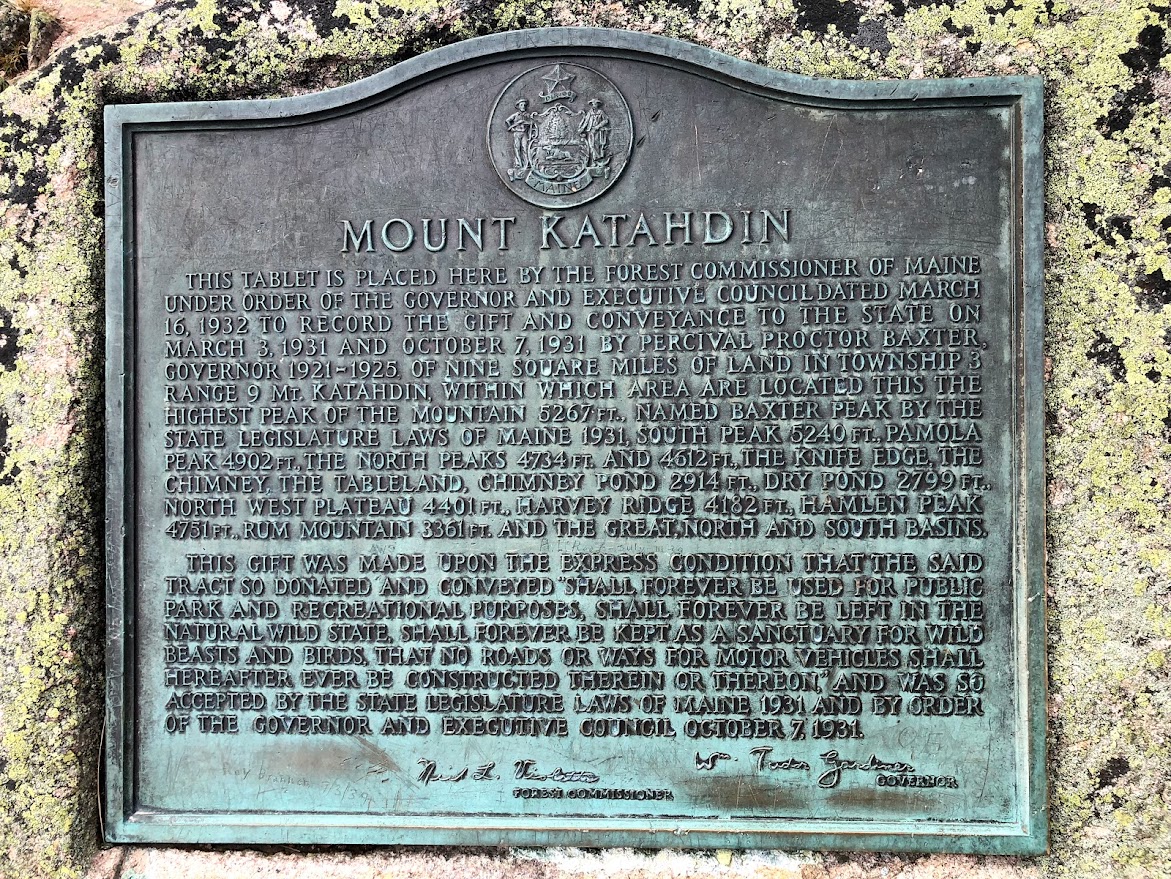 MAINE
MOUNT KATAHDIN
THIS TABLET IS PLACED HERE BY THE FOREST COMMISSIONER OF MAINE
UNDER ORDER OF THE GOVERNOR AND EXECUTIVE COUNCIL DATED MARCH
16, 1932 TO RECORD THE GIFT AND CONVEYANCE TO THE STATE ON
MARCH 3, 1931 AND OCTOBER 7, 1931 BY PERCIVAL PROCTOR BAXTER,
GOVERNOR 1921-1925, OF NINE SQUARE MILES OF LAND IN TOWNSHIP 3
RANGE 9 MT. KATAHDIN, WITHIN WHICH AREA ARE LOCATED THIS THE
HIGHEST PEAK OF THE MOUNTAIN 5267 FT., NAMED BAXTER PEAK BY THE
STATE LEGISLATURE LAWS OF MAINE 1931, SOUTH PEAK 5240 FT., PAMOLA
PEAK 4902 FT., THE NORTH PEAKS 4734 FT. AND 4612 FT., THE KNIFE EDGE, THE
CHIMNEY, THE TABLELAND, CHIMNEY POND 2914 FT., DRY POND 2799 FT.,
NORTH WEST PLATEAU 4401 FT., HARVEY RIDGE 4182 FT., HAMLEN PEAK
4751 FT., RUM MOUNTAIN 3361 FT. AND THE GREAT, NORTH AND SOUTH BASINS.
THIS GIFT WAS MADE UPON THE EXPRESS CONDITION THAT THE SAID
TRACT SO DONATED AND CONVEYED "SHALL FOREVER BE USED FOR PUBLIC
PARK AND RECREATIONAL PURPOSES, SHALL FOREVER BE LEFT IN THE
NATURAL WILD STATE, SHALL FOREVER BE KEPT AS A SANCTUARY FOR WILD
BEASTS AND BIRDS, THAT NO ROADS OR WAYS FOR MOTOR VEHICLES SHALL
HEREAFTER EVER BE CONSTRUCTED THEREIN OR THEREON," AND WAS SO
ACCEPTED BY THE STATE LEGISLATURE LAWS OF MAINE 1931 AND BY ORDER
OF THE GOVERNOR AND EXECUTIVE COUNCIL OCTOBER 7, 1931.
Neil L. Violette Wm. Tudor Gardiner
FOREST COMMISSIONER GOVERNOR